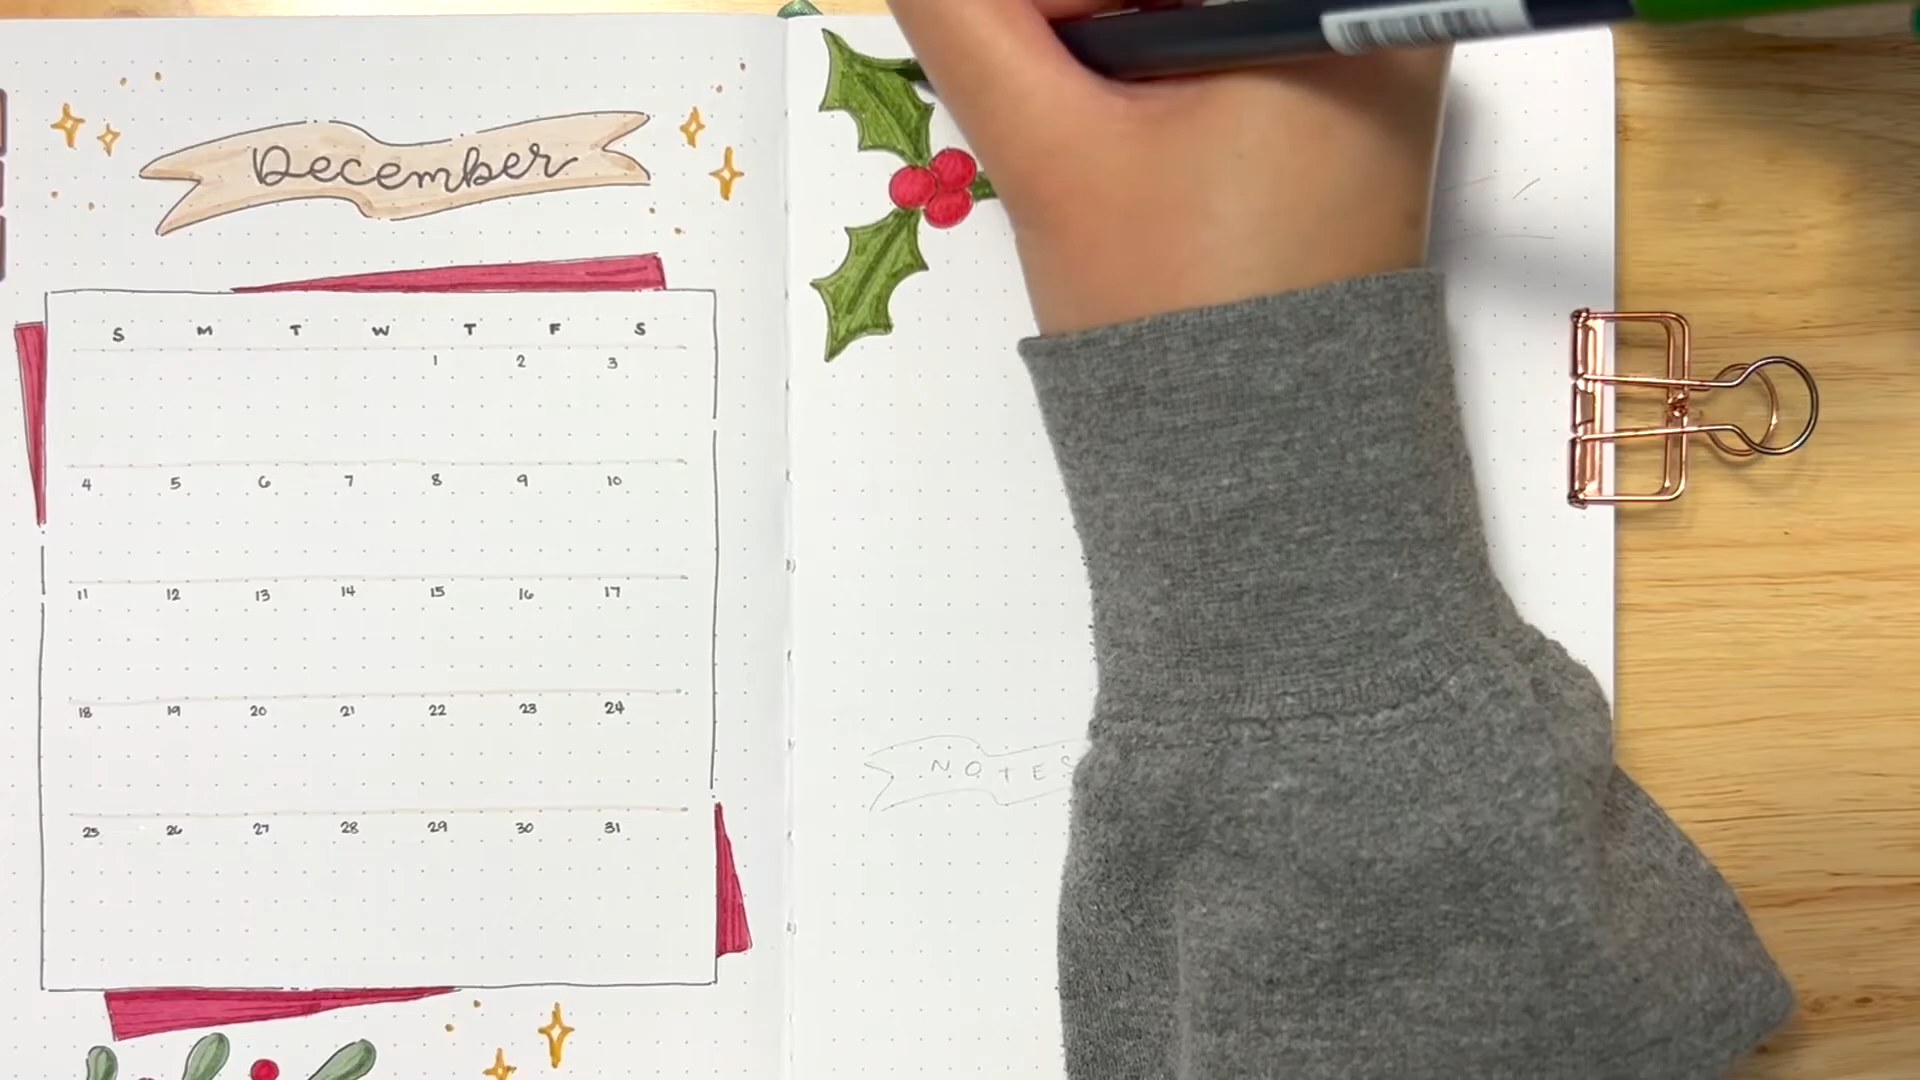 December
S M T W T F S
1 2 3
4 5 6 7 8 9 10
11 12 13 14 15 16 17
18 19 20 21 22 23 24
25 26 27 28 29 30 31
NOTES